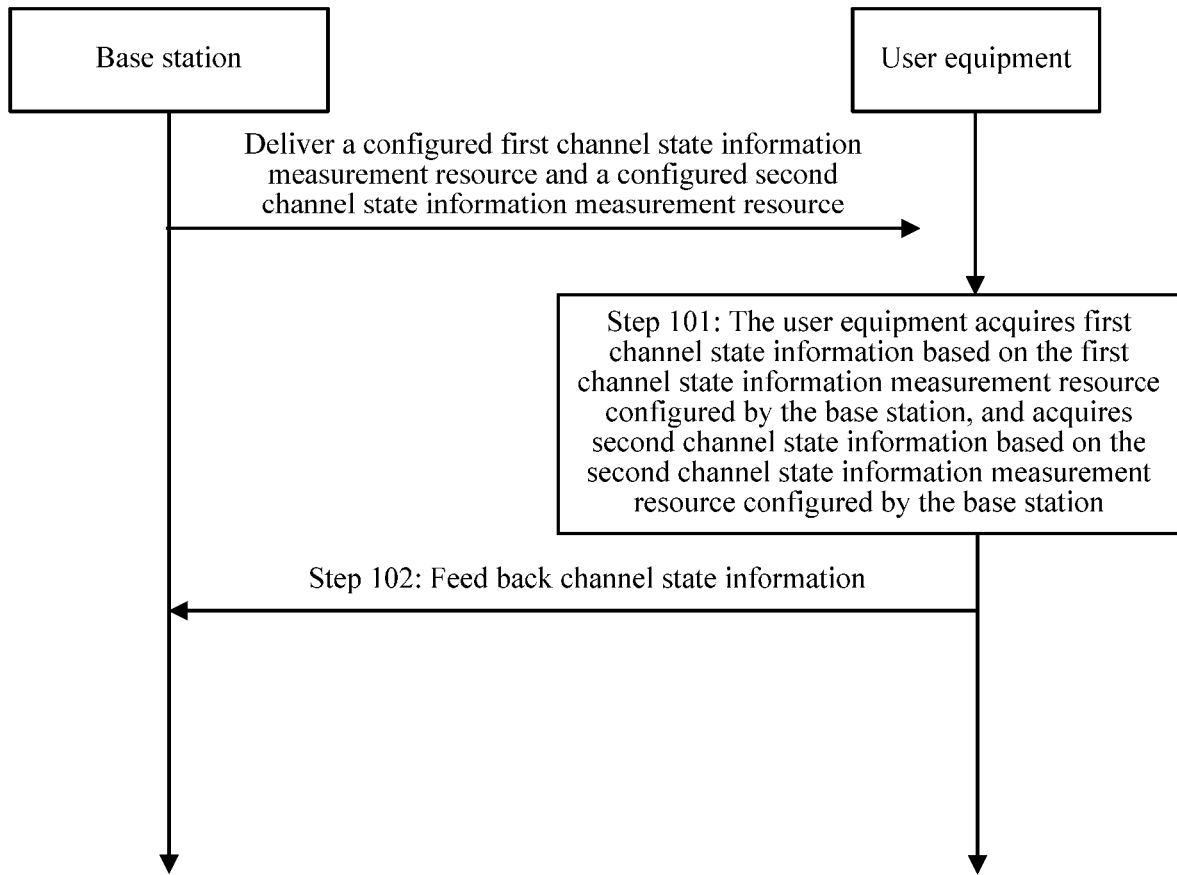 Base station
User equipment
Deliver a configured first channel state information
measurement resource and a configured second
channel state information measurement resource
Step 101: The user equipment acquires first
channel state information based on the first
channel state information measurement resource
configured by the base station, and acquires
second channel state information based on the
second channel state information measurement
resource configured by the base station
Step 102: Feed back channel state information